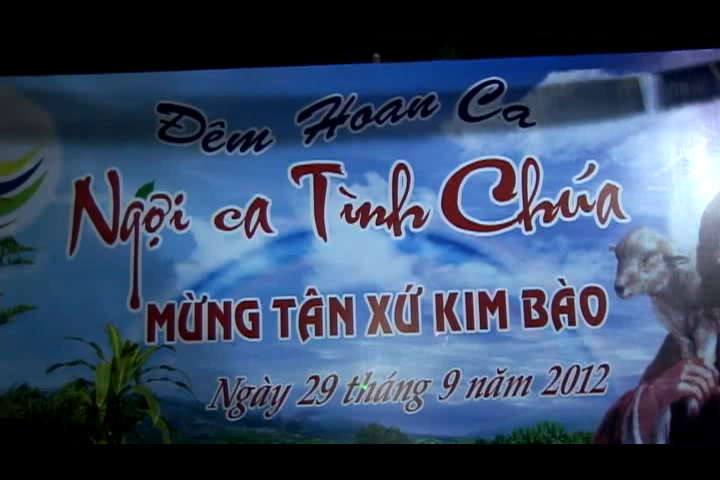 Đêm Hoan Ca
Ngợi ca Tình Chúa
MỪNG TÂN XỨ KIM BÀO
Ngày 29 tháng 9 năm 2012